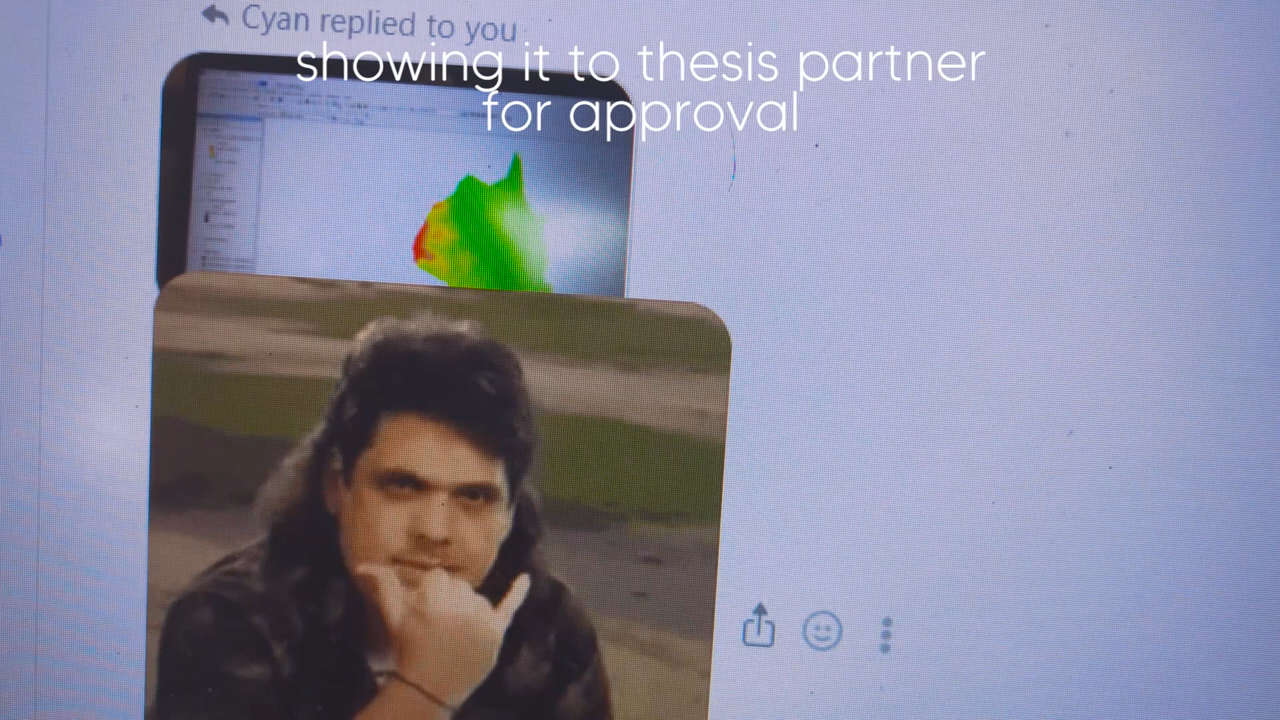 Cyan replied to you
showing it to thesis partner
for approval